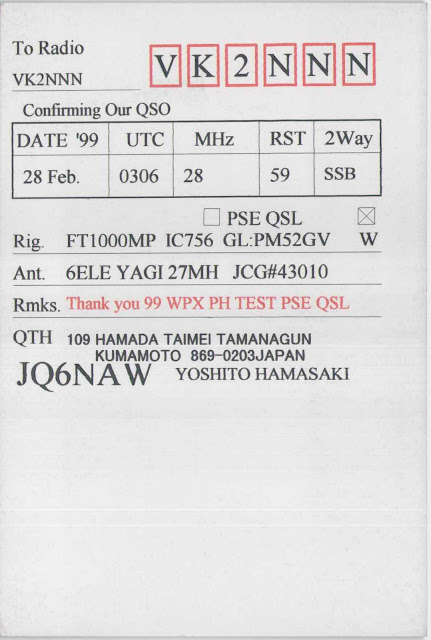 To Radio
VK2NNN
VK2NNN
Confirming Our QSO
DATE '99 UTC MHz RST 2Way
28 Feb. 0306 28 59 SSB
PSE QSL
Rig. FT1000MP IC756 GL:PM52GV W
Ant. 6ELE YAGI 27MH JCG#43010
Rmks. Thank you 99 WPX PH TEST PSE QSL
QTH 109 HAMADA TAIMEI TAMANAGUN
KUMAMOTO 869-0203JAPAN
JQ6NAW YOSHITO HAMASAKI